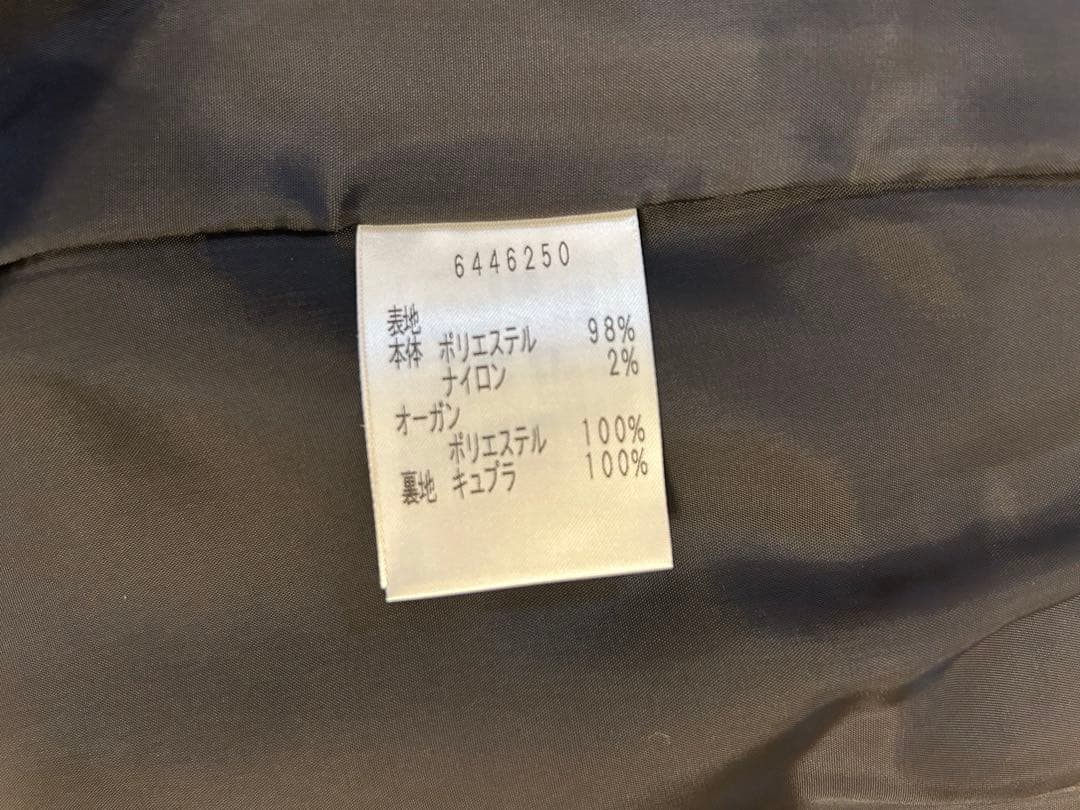 6446250
表地
本体 ポリエステル 98%
ナイロン 2%
オーガン
ポリエステル 100%
裏地 キュプラ 100%